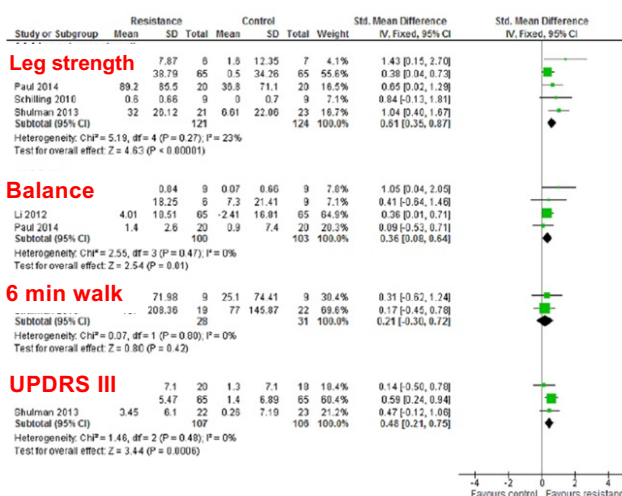 Resistance Control Std. Mean Difference Std. Mean Difference
Study or Subgroup Mean SD Total Mean SD Total Weight IV, Fixed, 95% CI IV, Fixed, 95% CI
Leg strength
7.87 6 1.6 12.35 7 4.1% 1.43 [0.15, 2.70]
38.79 65 0.5 34.26 65 55.6% 0.38 [0.04, 0.73]
Paul 2014 89.2 85.5 20 36.8 71.1 20 0.65 [0.02, 1.29]
Schilling 2010 0.6 0.66 9 0 0.7 9 0.84 [-0.13, 1.81]
Shulman 2013 32 26.12 21 6.61 22.06 23 1.04 [0.40, 1.67]
Subtotal (95% CI) 121 124 100.0% 0.61 [0.35, 0.87]
Heterogeneity: Chi² = 5.19, df = 4 (P = 0.27); I² = 23%
Test for overall effect: Z = 4.63 (P < 0.00001)
Balance
0.84 9 0.07 0.66 9 7.8% 1.05 [0.04, 2.05]
18.25 6 7.3 21.41 0.41 [-0.64, 1.46]
Li 2012 4.01 18.51 65 -2.41 16.81 65 64.9% 0.36 [0.01, 0.71]
Paul 2014 1.4 2.6 20 0.9 7.4 20 20.3% 0.09 [-0.53, 0.71]
Subtotal (95% CI) 100 103 100.0% 0.36 [0.08, 0.64]
Heterogeneity: Chi² = 2.55, df = 3 (P = 0.47); I² = 0%
Test for overall effect: Z = 2.54 (P = 0.01)
6 min walk
71.98 9 25.1 74.41 9 30.4% 0.31 [-0.62, 1.24]
208.36 19 77 145.87 22 69.6% 0.17 [-0.45, 0.78]
Subtotal (95% CI) 28 31 100.0% 0.21 [-0.30, 0.72]
Heterogeneity: Chi² = 0.07, df = 1 (P = 0.80); I² = 0%
Test for overall effect: Z = 0.80 (P = 0.42)
UPDRS III
7.1 20 1.3 7.1 18 18.4% 0.14 [-0.50, 0.78]
5.47 65 1.4 6.89 65 60.4% 0.59 [0.24, 0.94]
Shulman 2013 3.45 6.1 22 0.26 7.19 23 21.2% 0.47 [-0.12, 1.06]
Subtotal (95% CI) 107 106 100.0% 0.48 [0.21, 0.75]
Heterogeneity: Chi² = 1.46, df = 2 (P = 0.48); I² = 0%
Test for overall effect: Z = 3.44 (P = 0.0006)
-4 -2 0 2 4
Favours control Favours resistanc